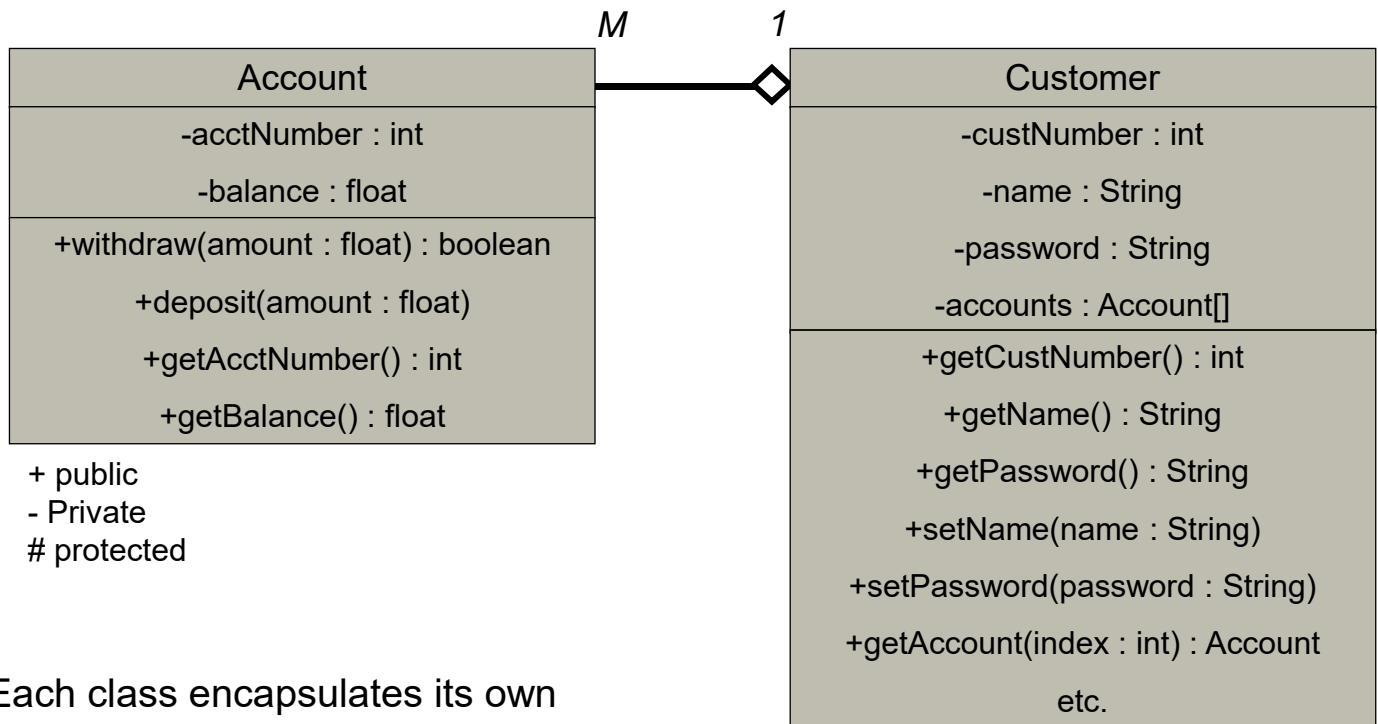 M 1
Account
-acctNumber : int
-balance : float
+withdraw(amount : float) : boolean
+deposit(amount : float)
+getAcctNumber() : int
+getBalance() : float
+ public
- Private
# protected
Each class encapsulates its own
Customer
-custNumber : int
-name : String
-password : String
-accounts : Account[]
+getCustNumber() : int
+getName() : String
+getPassword() : String
+setName(name : String)
+setPassword(password : String)
+getAccount(index : int) : Account
etc.